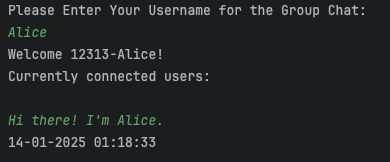 Please Enter Your Username for the Group Chat:
Alice
Welcome 12313-Alice!
Currently connected users:
Hi there! I'm Alice.
14-01-2025 01:18:33